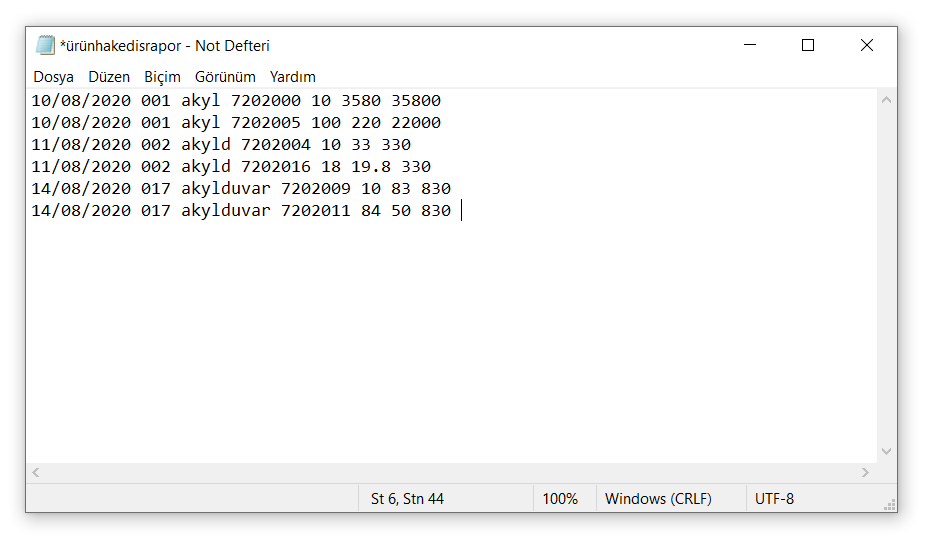 *ürünhakedisrapor - Not Defteri
Dosya Düzen Biçim Görünüm Yardım
10/08/2020 001 akyl 7202000 10 3580 35800
10/08/2020 001 akyl 7202005 100 220 22000
11/08/2020 002 akyld 7202004 10 33 330
11/08/2020 002 akyld 7202016 18 19.8 330
14/08/2020 017 akylduvar 7202009 10 83 830
14/08/2020 017 akylduvar 7202011 84 50 830
St 6, Stn 44 100% Windows (CRLF) UTF-8